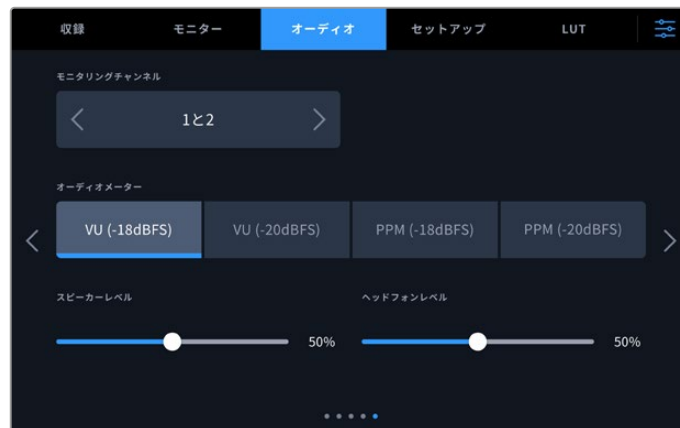 収録 モニター オーディオ セットアップ LUT
モニタリングチャンネル
1と2
オーディオメーター
VU (-18dBFS) VU (-20dBFS) PPM (-18dBFS) PPM (-20dBFS)
スピーカーレベル ヘッドフォンレベル
50% 50%